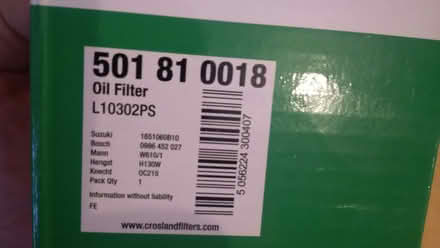 501 81 0018
Oil Filter
L10302PS
Suzuki 1651060B10
Bosch 0986 452 027
Mann W610/1
Hengst H130W
Knecht OC215
Pack Qty 1
Information without liability
FE
www.croslandfilters.com
5 056224 300407